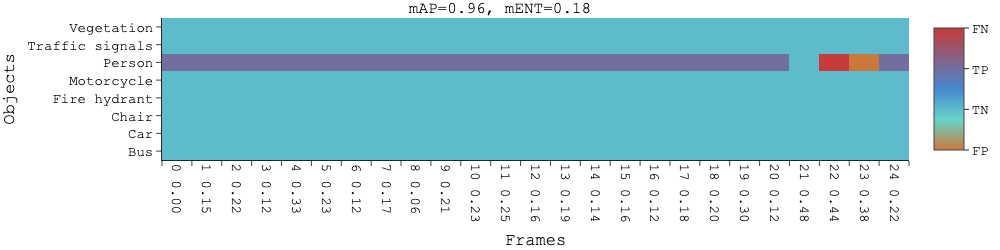 mAP=0.96, mENT=0.18
Objects
Vegetation
Traffic signals
Person
Motorcycle
Fire hydrant
Chair
Car
Bus
0 0.00
1 0.15
2 0.22
3 0.12
4 0.33
5 0.23
6 0.12
7 0.17
8 0.06
9 0.21
10 0.23
11 0.25
12 0.16
13 0.19
14 0.14
15 0.16
16 0.12
17 0.18
18 0.20
19 0.30
20 0.12
21 0.48
22 0.44
23 0.38
24 0.22
Frames
FN
TP
TN
FP